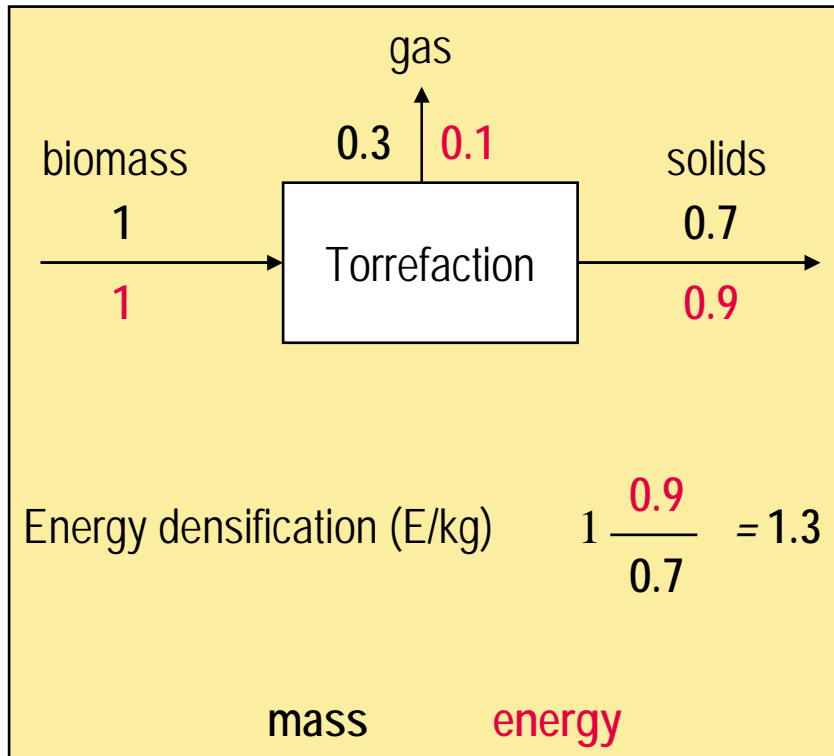 gas
0.3 0.1
biomass
solids
1
0.7
Torrefaction
1
0.9
Energy densification (E/kg) 1 0.9/0.7 = 1.3
mass energy